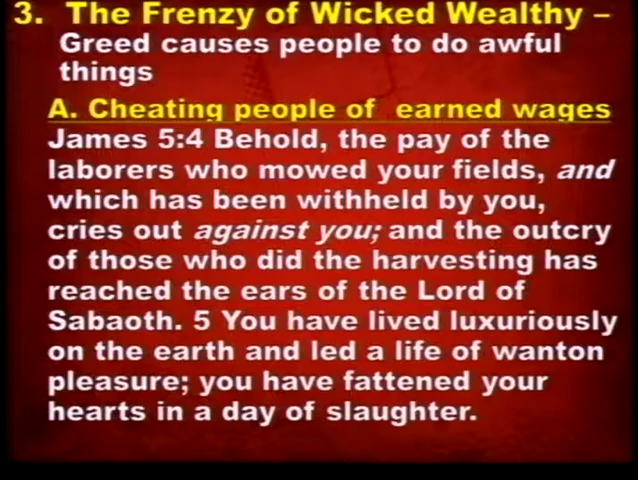 3. The Frenzy of Wicked Wealthy –
Greed causes people to do awful
things
A. Cheating people of earned wages
James 5:4 Behold, the pay of the
laborers who mowed your fields, and
which has been withheld by you,
cries out against you; and the outcry
of those who did the harvesting has
reached the ears of the Lord of
Sabaoth. 5 You have lived luxuriously
on the earth and led a life of wanton
pleasure; you have fattened your
hearts in a day of slaughter.